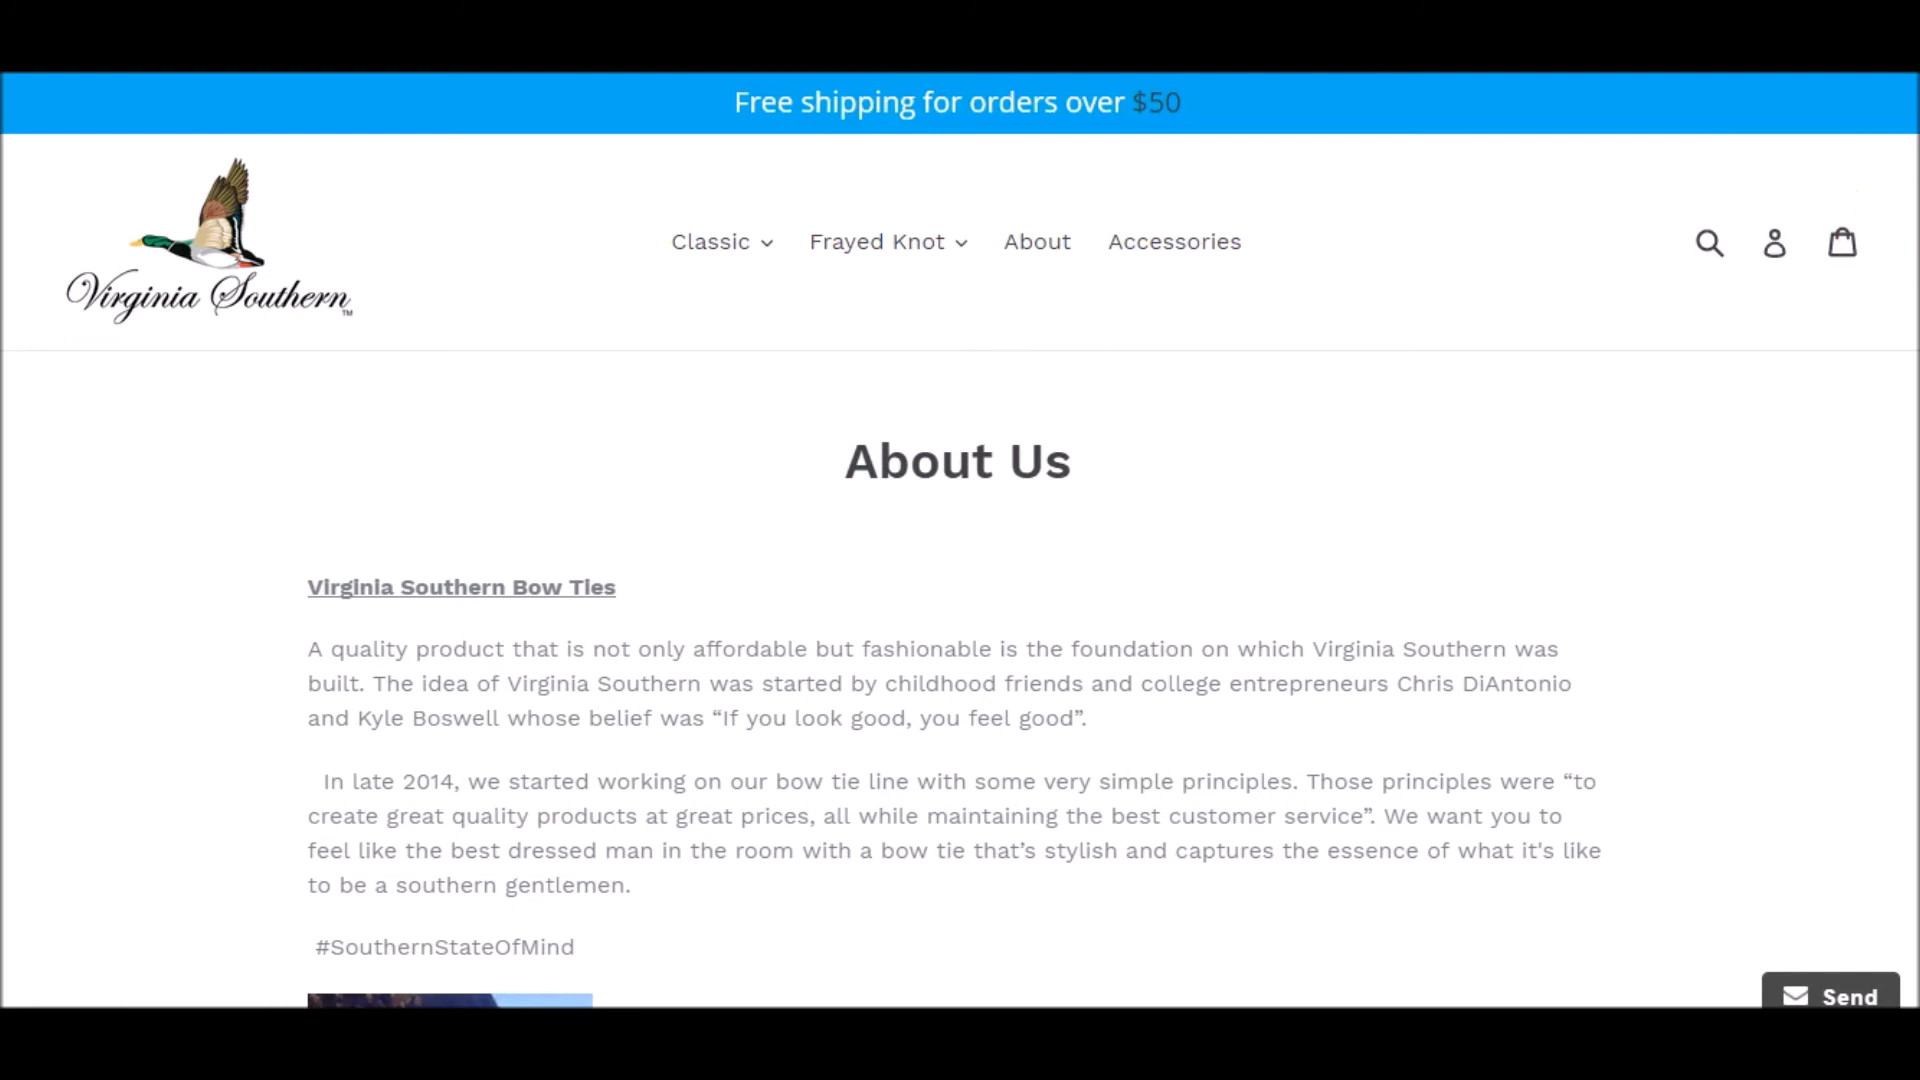 Free shipping for orders over $50
Virginia Southern™
Classic
Frayed Knot
About
Accessories
About Us
Virginia Southern Bow Ties
A quality product that is not only affordable but fashionable is the foundation on which Virginia Southern was
built. The idea of Virginia Southern was started by childhood friends and college entrepreneurs Chris DiAntonio
and Kyle Boswell whose belief was “If you look good, you feel good”.
In late 2014, we started working on our bow tie line with some very simple principles. Those principles were “to
create great quality products at great prices, all while maintaining the best customer service”. We want you to
feel like the best dressed man in the room with a bow tie that’s stylish and captures the essence of what it's like
to be a southern gentlemen.
#SouthernStateOfMind
Send